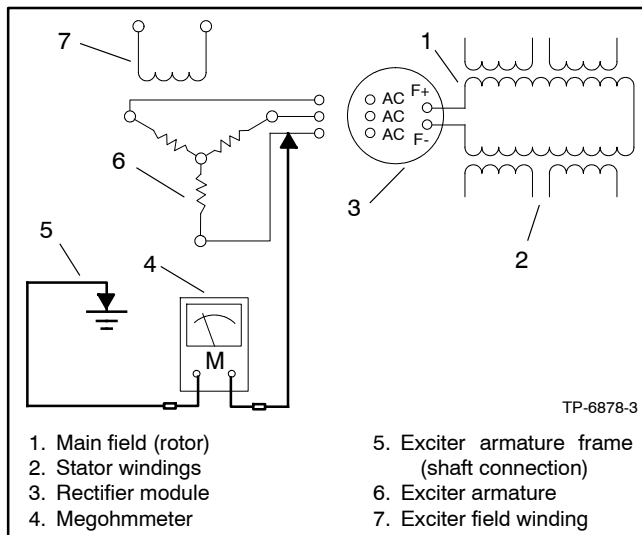 7
1
AC F+
AC
AC F-
6
3
2
5
4
M
TP-6878-3
1. Main field (rotor)
2. Stator windings
3. Rectifier module
4. Megohmmeter
5. Exciter armature frame
(shaft connection)
6. Exciter armature
7. Exciter field winding